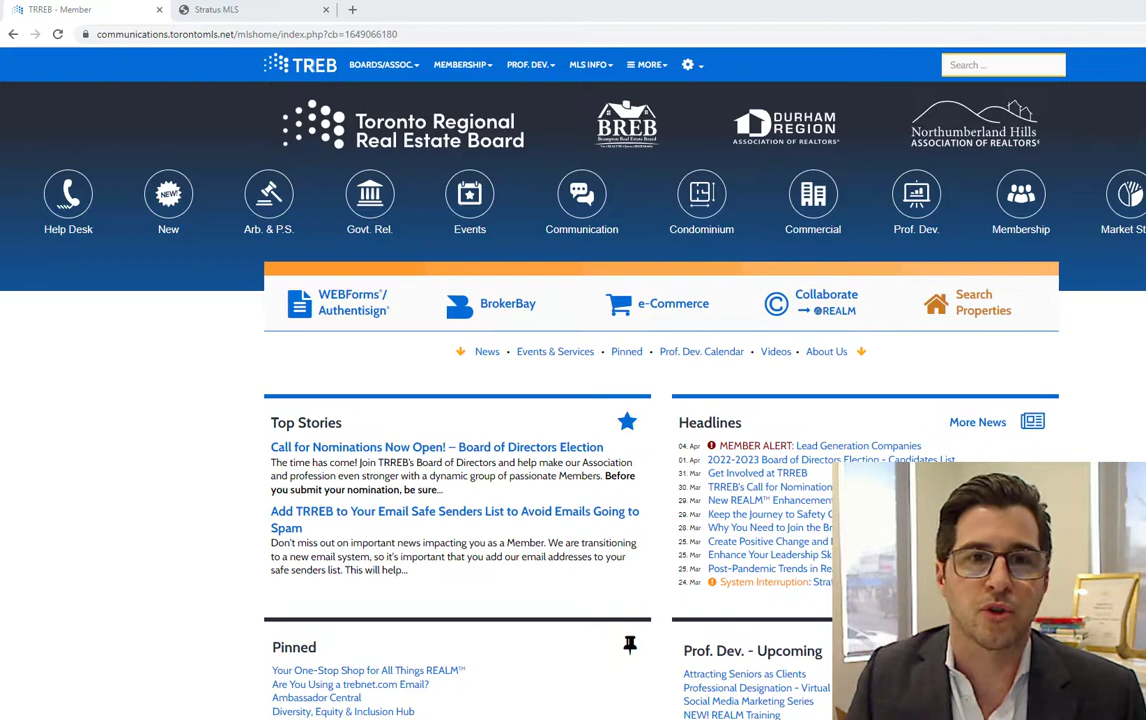 TRREB - Member
Stratus MLS
communications.torontomls.net/mlshome/index.php?cb=1649066180
TREB
BOARDS/ASSOC.
MEMBERSHIP
PROF. DEV.
MLS INFO
MORE
Search ...
Toronto Regional
Real Estate Board
BREB
DURHAM
REGION
ASSOCIATION OF REALTORS®
Northumberland Hills
ASSOCIATION OF REALTORS®
Help Desk
NEW!
New
Arb. & P.S.
Govt. Rel.
Events
Communication
Condominium
Commercial
Prof. Dev.
Membership
Market St
WEBForms®/
Authentisign®
BrokerBay
e-Commerce
Collaborate
→ REALM
Search
Properties
News • Events & Services • Pinned • Prof. Dev. Calendar • Videos • About Us
Top Stories
Call for Nominations Now Open! – Board of Directors Election
The time has come! Join TRREB's Board of Directors and help make our Association
and profession even stronger with a dynamic group of passionate Members. Before
you submit your nomination, be sure...
Add TRREB to Your Email Safe Senders List to Avoid Emails Going to
Spam
Don't miss out on important news impacting you as a Member. We are transitioning
to a new email system, so it's important that you add our email addresses to your
safe senders list. This will help...
Headlines
More News
04. Apr MEMBER ALERT: Lead Generation Companies
01. Apr 2022-2023 Board of Directors Election - Candidates List
31. Mar Get Involved at TRREB
30. Mar TRREB's Call for Nomination
29. Mar New REALM™ Enhancemen
29. Mar Keep the Journey to Safety
28. Mar Why You Need to Join the Br
25. Mar Create Positive Change and
25. Mar Enhance Your Leadership Sk
25. Mar Post-Pandemic Trends in Re
24. Mar System Interruption: Stra
Pinned
Your One-Stop Shop for All Things REALM™
Are You Using a trebnet.com Email?
Ambassador Central
Diversity, Equity & Inclusion Hub
Prof. Dev. - Upcoming
Attracting Seniors as Clients
Professional Designation - Virtual
Social Media Marketing Series
NEW! REALM Training